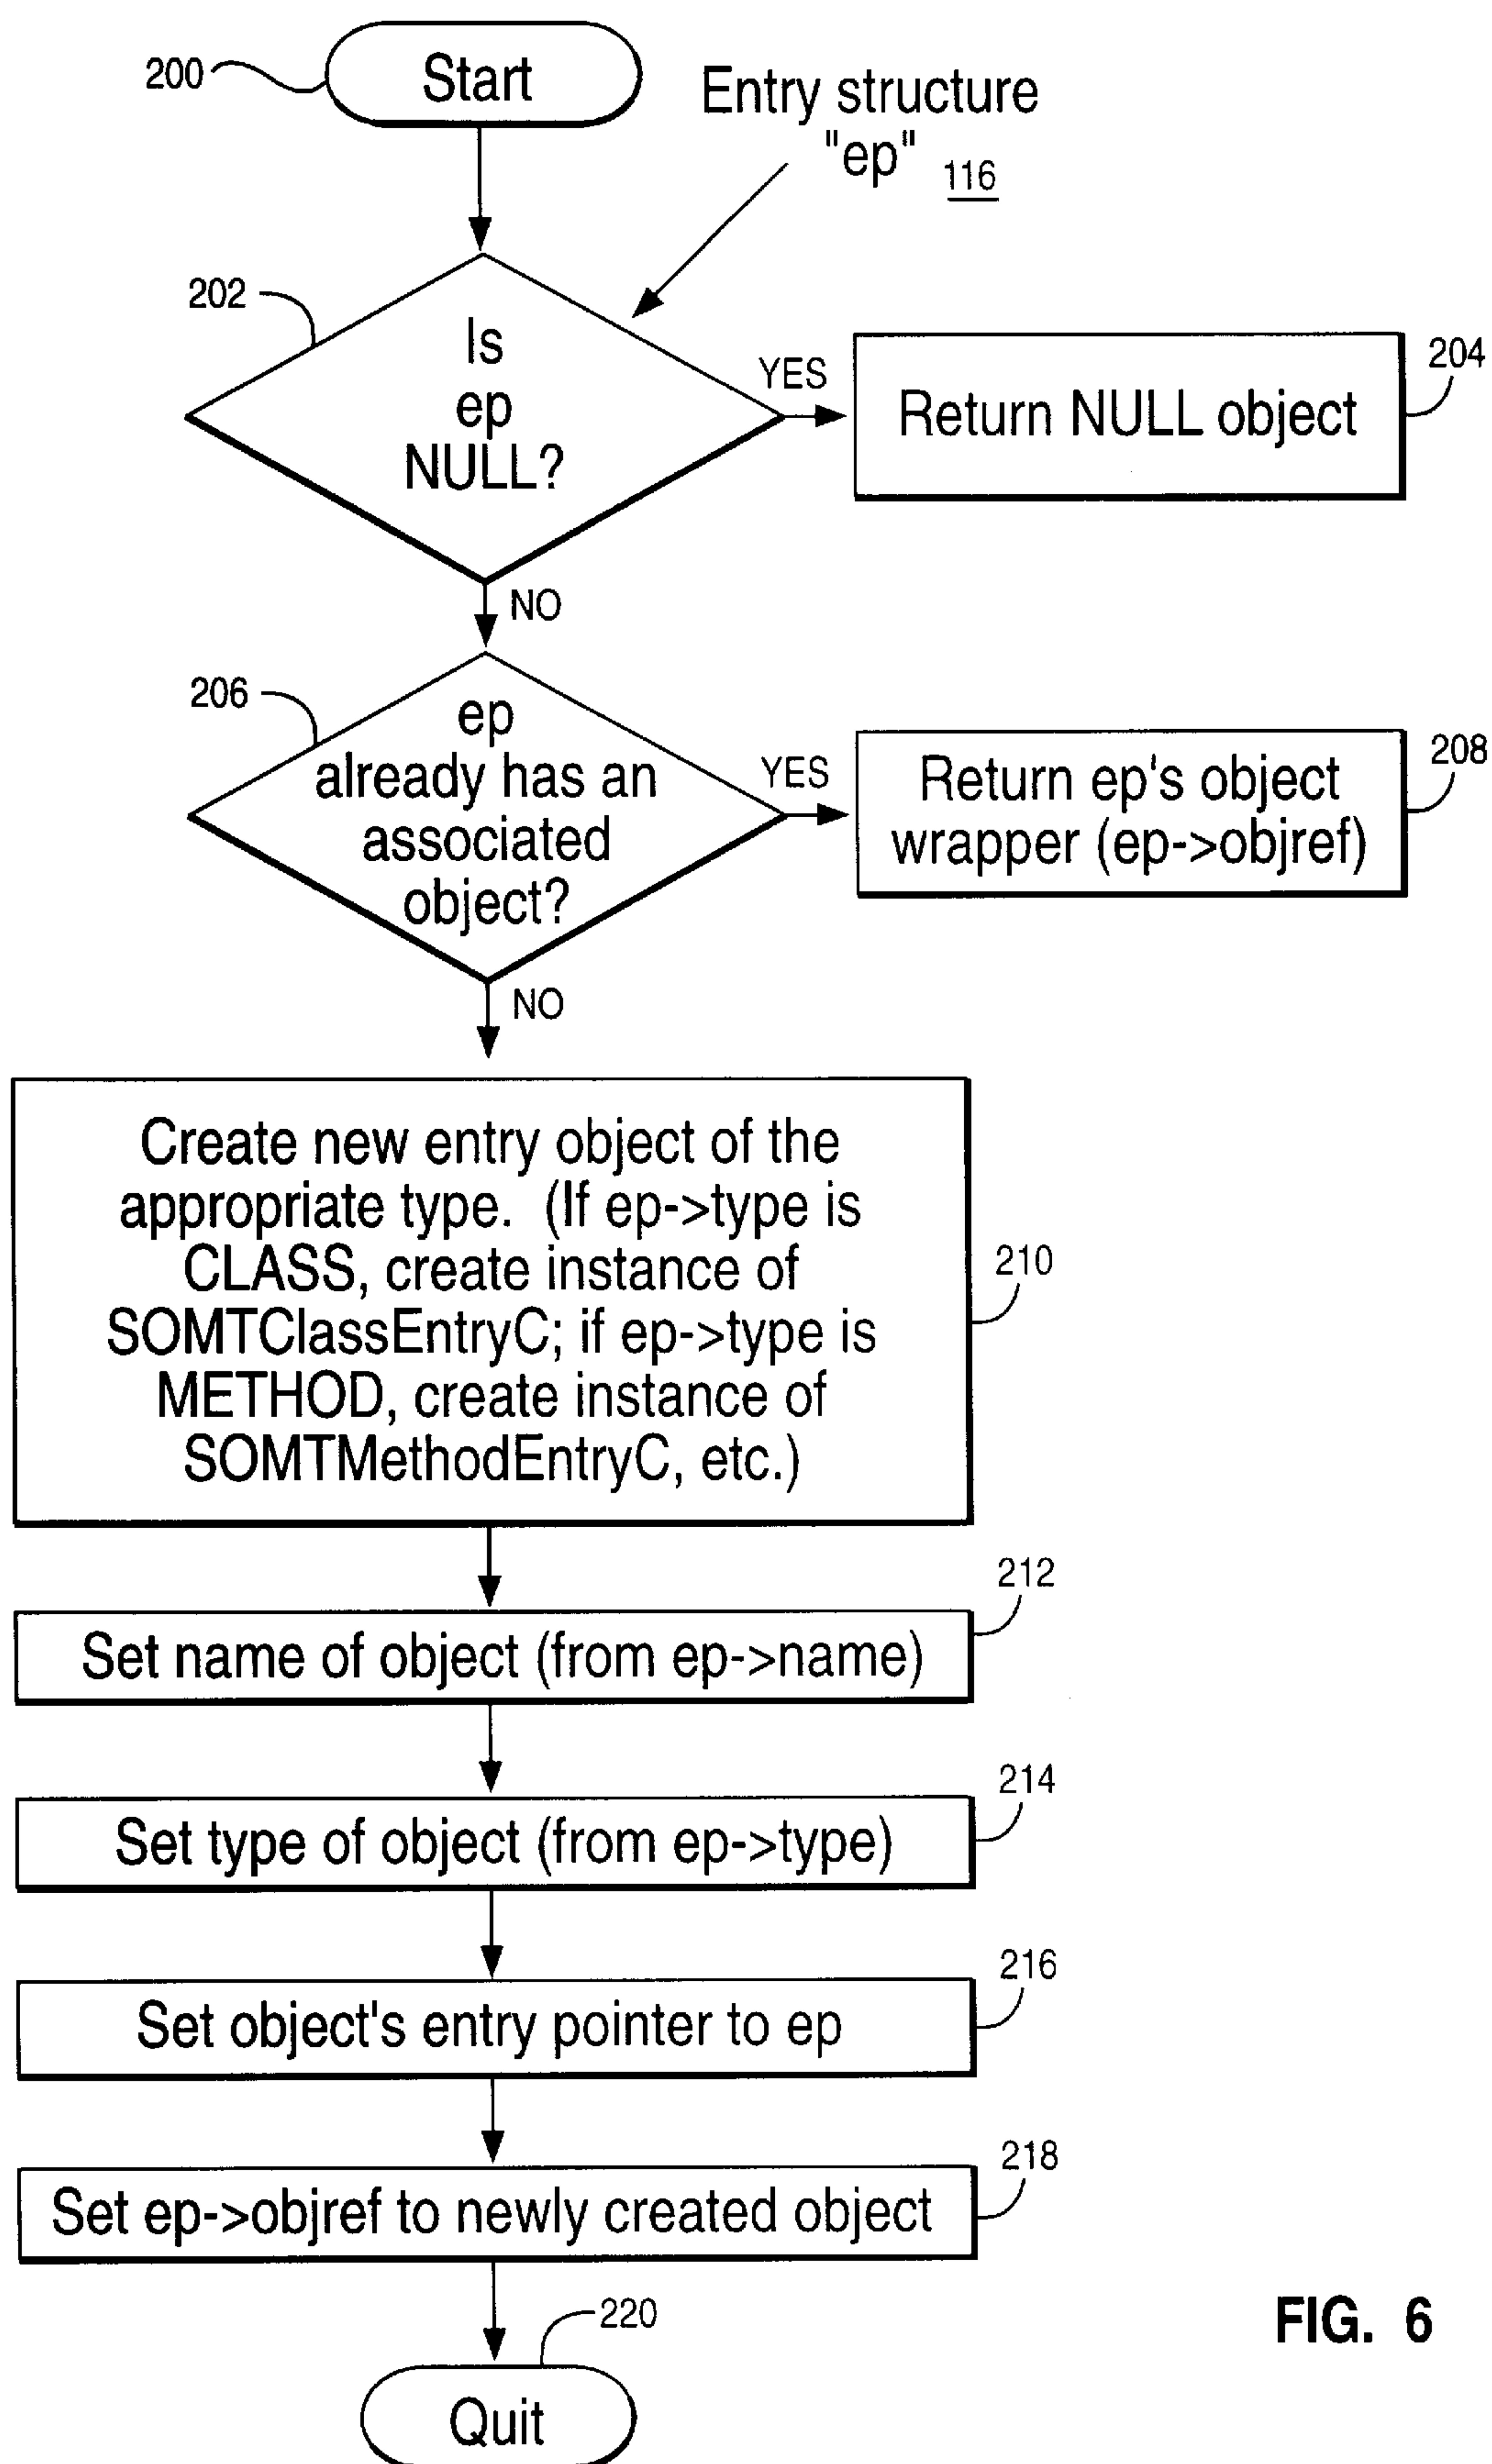 200
Start
Entry structure
"ep"
116
202
Is
ep
NULL?
YES
Return NULL object
204
NO
206
ep
already has an
associated
object?
YES
Return ep's object
wrapper (ep->objref)
208
NO
Create new entry object of the
appropriate type. (If ep->type is
CLASS, create instance of
SOMTClassEntryC; if ep->type is
METHOD, create instance of
SOMTMethodEntryC, etc.)
210
212
Set name of object (from ep->name)
214
Set type of object (from ep->type)
216
Set object's entry pointer to ep
218
Set ep->objref to newly created object
220
Quit
FIG. 6